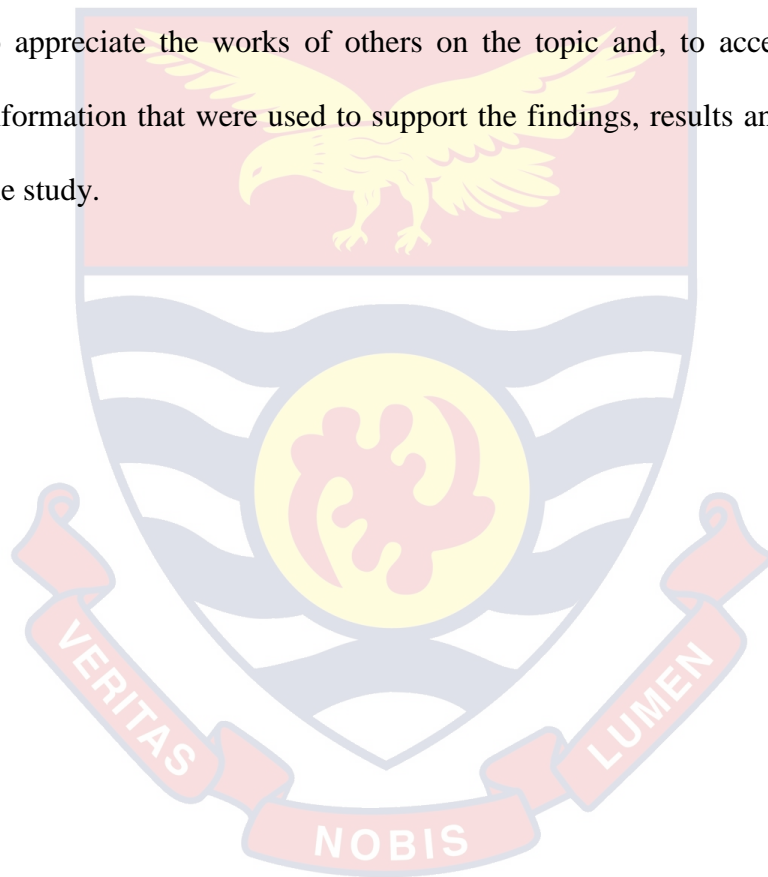 appreciate the works of others on the topic and, to acce
formation that were used to support the findings, results an
e study.
VERITAS
NOBIS
LUMEN